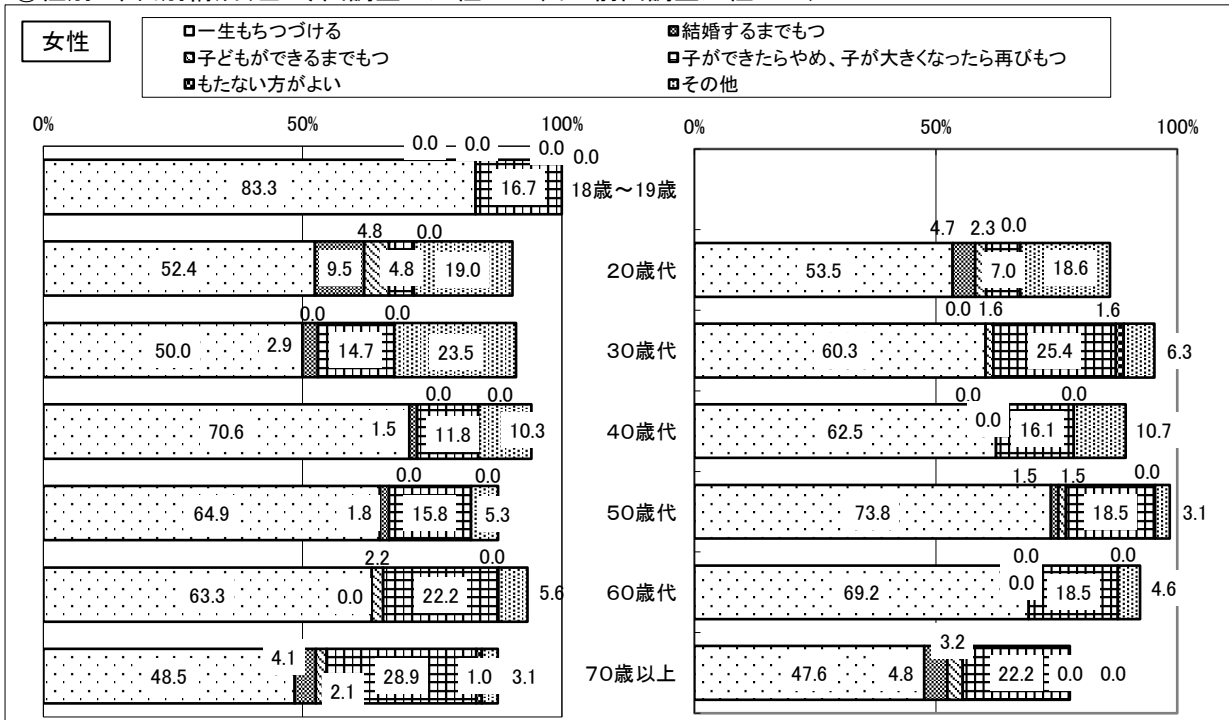 女性
一生もちつづける 結婚するまでもつ
子どもができるまでもつ 子ができたらやめ、子が大きくなったら再びもつ
もたない方がよい その他
0% 50% 100% 0% 50% 100%
0.0 0.0 0.0 0.0
83.3 16.7 18歳～19歳
4.8 0.0 4.7 2.3 0.0
52.4 9.5 4.8 19.0 20歳代 53.5 7.0 18.6
0.0 0.0 0.0 1.6 1.6
50.0 2.9 14.7 23.5 30歳代 60.3 25.4 6.3
0.0 0.0 0.0 0.0
70.6 1.5 11.8 10.3 40歳代 62.5 0.0 16.1 10.7
0.0 0.0 1.5 1.5 0.0
64.9 1.8 15.8 5.3 50歳代 73.8 18.5 3.1
2.2 0.0 0.0 0.0
63.3 0.0 22.2 5.6 60歳代 69.2 0.0 18.5 4.6
4.1 3.2
48.5 2.1 28.9 1.0 3.1 70歳以上 47.6 4.8 22.2 0.0 0.0